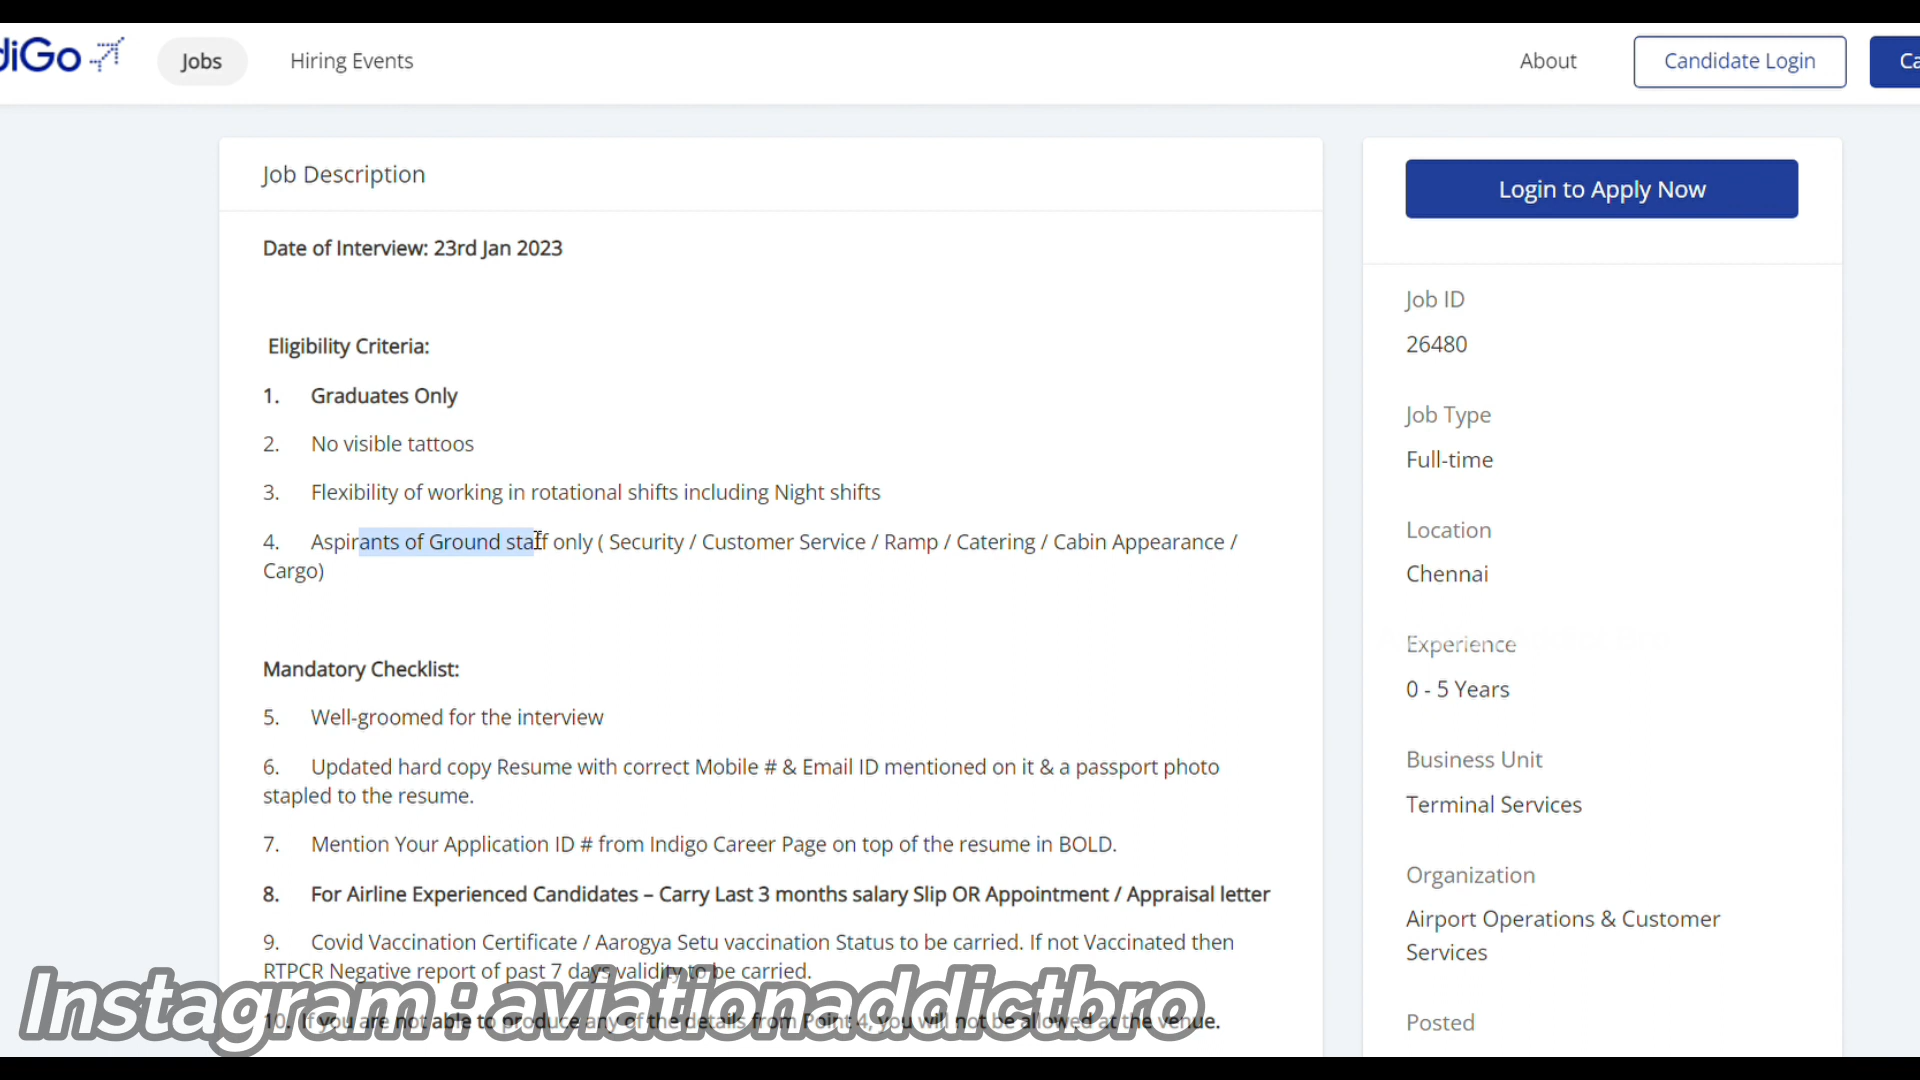 diGo
Jobs
Hiring Events
About
Candidate Login
Ca
Job Description
Date of Interview: 23rd Jan 2023
Eligibility Criteria:
1. Graduates Only
2. No visible tattoos
3. Flexibility of working in rotational shifts including Night shifts
4. Aspirants of Ground staff only ( Security / Customer Service / Ramp / Catering / Cabin Appearance /
Cargo)
Mandatory Checklist:
5. Well-groomed for the interview
6. Updated hard copy Resume with correct Mobile # & Email ID mentioned on it & a passport photo
stapled to the resume.
7. Mention Your Application ID # from Indigo Career Page on top of the resume in BOLD.
8. For Airline Experienced Candidates – Carry Last 3 months salary Slip OR Appointment / Appraisal letter
9. Covid Vaccination Certificate / Aarogya Setu vaccination Status to be carried. If not Vaccinated then
RTPCR Negative report of past 7 days validity to be carried.
10. If you are not able to produce any of the details from Point 4, you will not be allowed at the venue.
Instagram : aviationaddictbro
Login to Apply Now
Job ID
26480
Job Type
Full-time
Location
Chennai
Experience
0 - 5 Years
Business Unit
Terminal Services
Organization
Airport Operations & Customer
Services
Posted